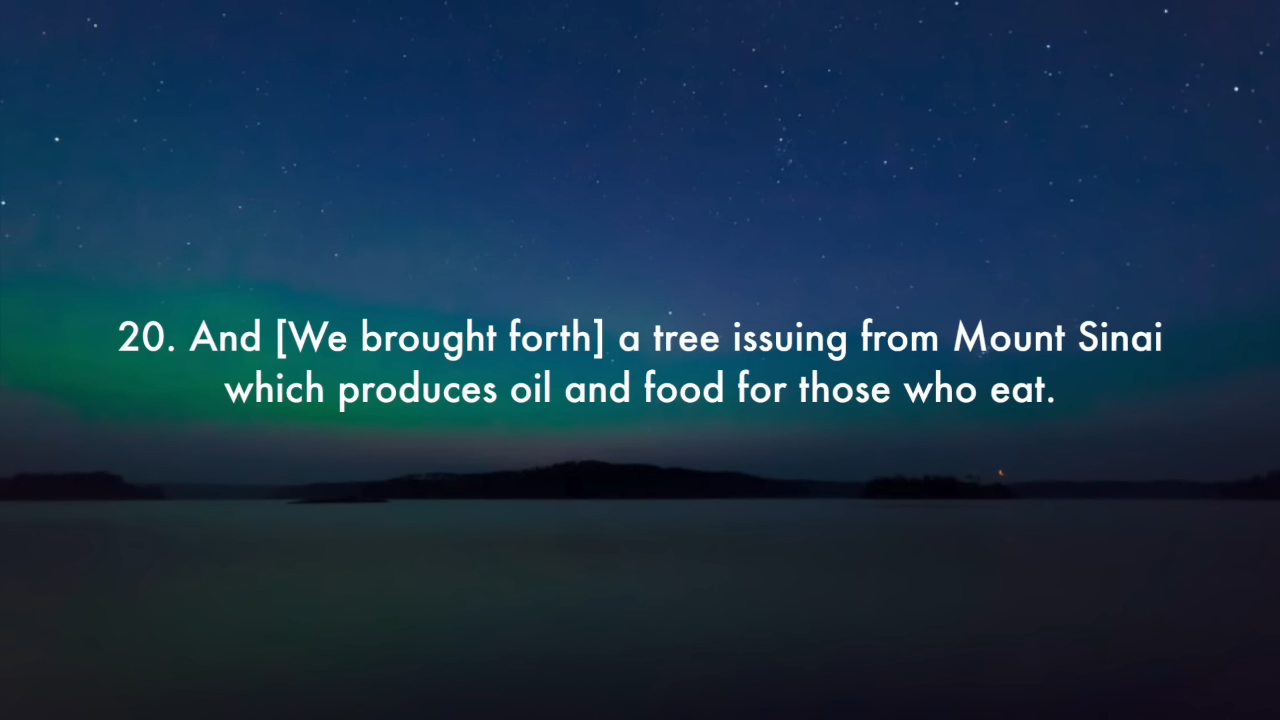 20. And [We brought forth] a tree issuing from Mount Sinai
which produces oil and food for those who eat.